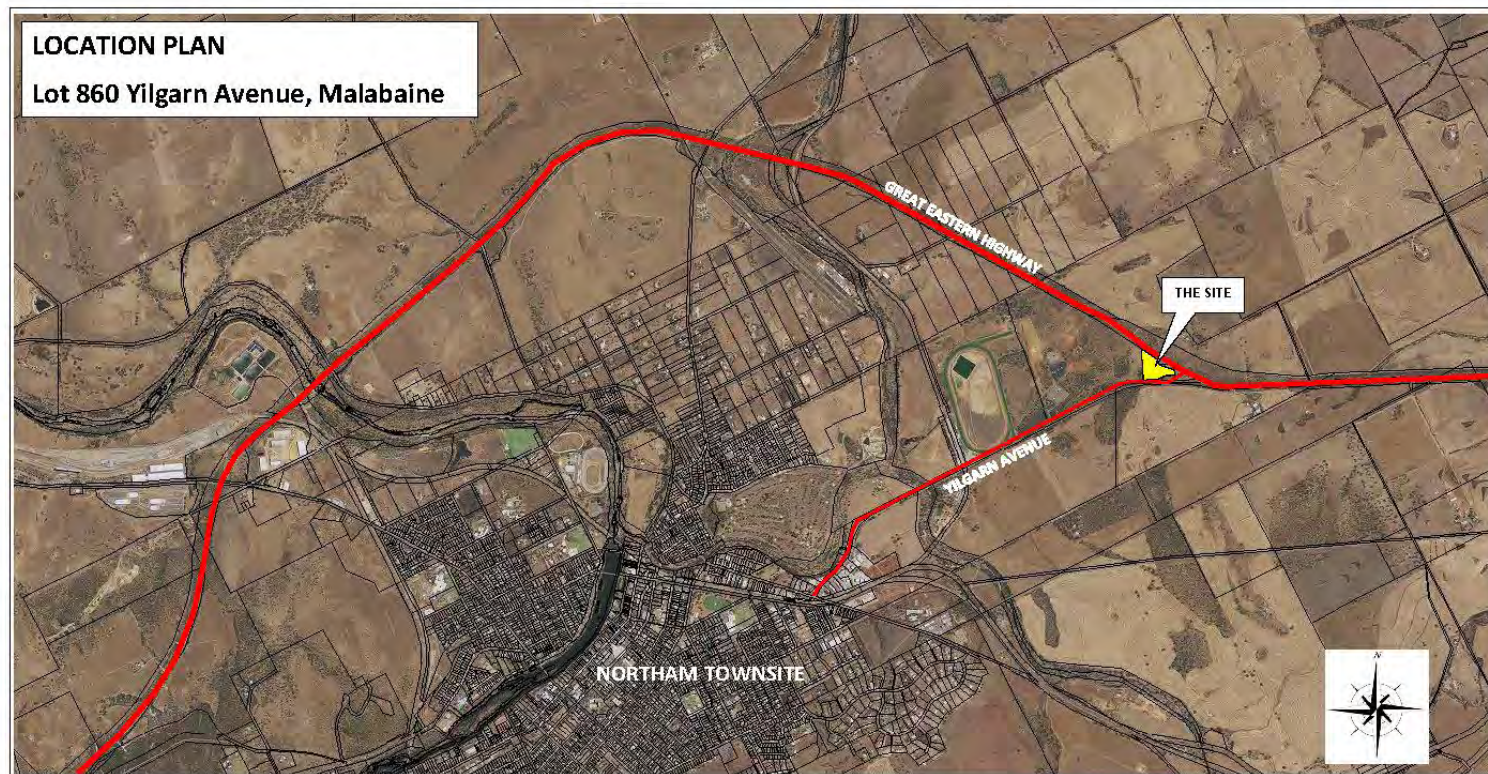 LOCATION PLAN
Lot 860 Yilgarn Avenue, Malabaine
GREAT EASTERN HIGHWAY
THE SITE
YILGARN AVENUE
NORTHAM TOWNSITE
N